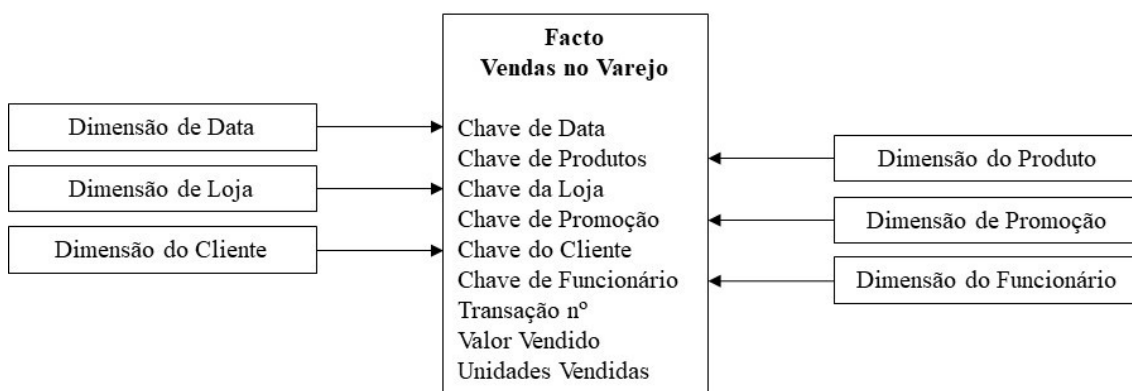 Facto
Vendas no Varejo
Dimensão de Data
Dimensão de Loja
Dimensão do Cliente
Chave de Data
Chave de Produtos
Chave da Loja
Chave de Promoção
Chave do Cliente
Chave de Funcionário
Transação nº
Valor Vendido
Unidades Vendidas
Dimensão do Produto
Dimensão de Promoção
Dimensão do Funcionário